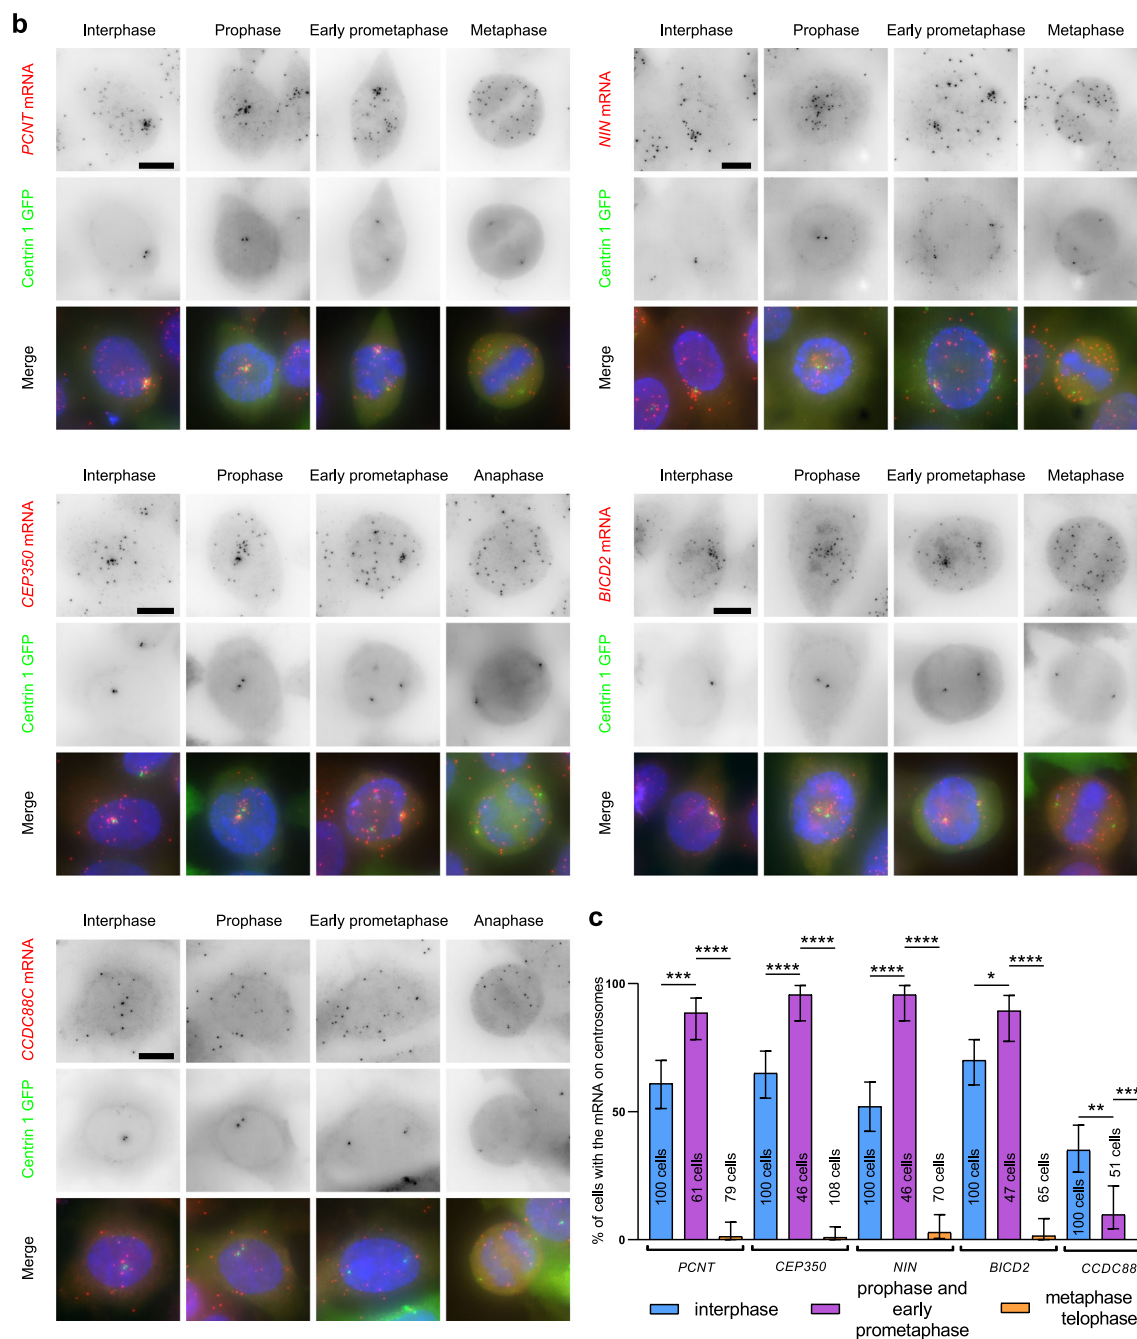 b
Interphase Prophase Early prometaphase Metaphase
PCNT mRNA
Centrin 1 GFP
Merge
Interphase Prophase Early prometaphase Metaphase
NIN mRNA
Centrin 1 GFP
Merge
Interphase Prophase Early prometaphase Anaphase
CEP350 mRNA
Centrin 1 GFP
Merge
Interphase Prophase Early prometaphase Metaphase
BICD2 mRNA
Centrin 1 GFP
Merge
Interphase Prophase Early prometaphase Anaphase
CCDC88C mRNA
Centrin 1 GFP
Merge
c
% of cells with the mRNA on centrosomes
100
50
0
*** ****
**** ****
**** ****
* ****
** ***
100 cells 61 cells 79 cells
100 cells 46 cells 108 cells
100 cells 46 cells 70 cells
100 cells 47 cells 65 cells
100 cells 51 cells
PCNT CEP350 NIN BICD2 CCDC88
interphase
prophase and
early
prometaphase
metaphase
telophase